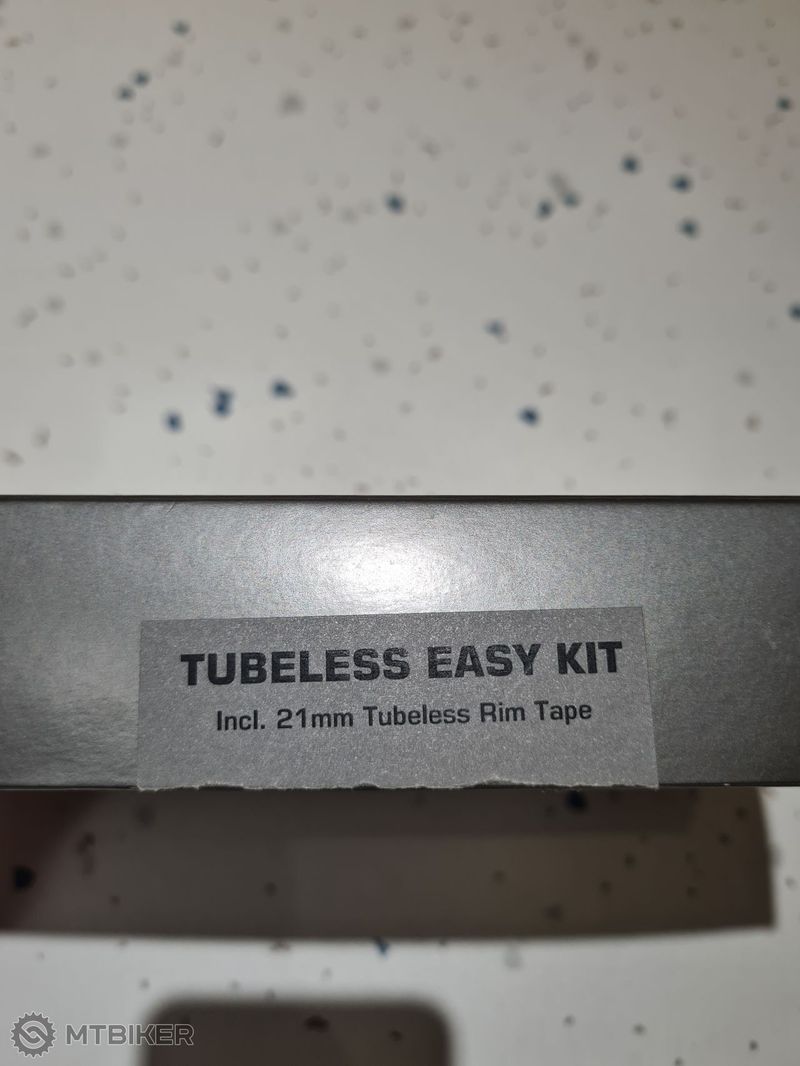 TUBELESS EASY KIT
Incl. 21mm Tubeless Rim Tape
MTBIKER